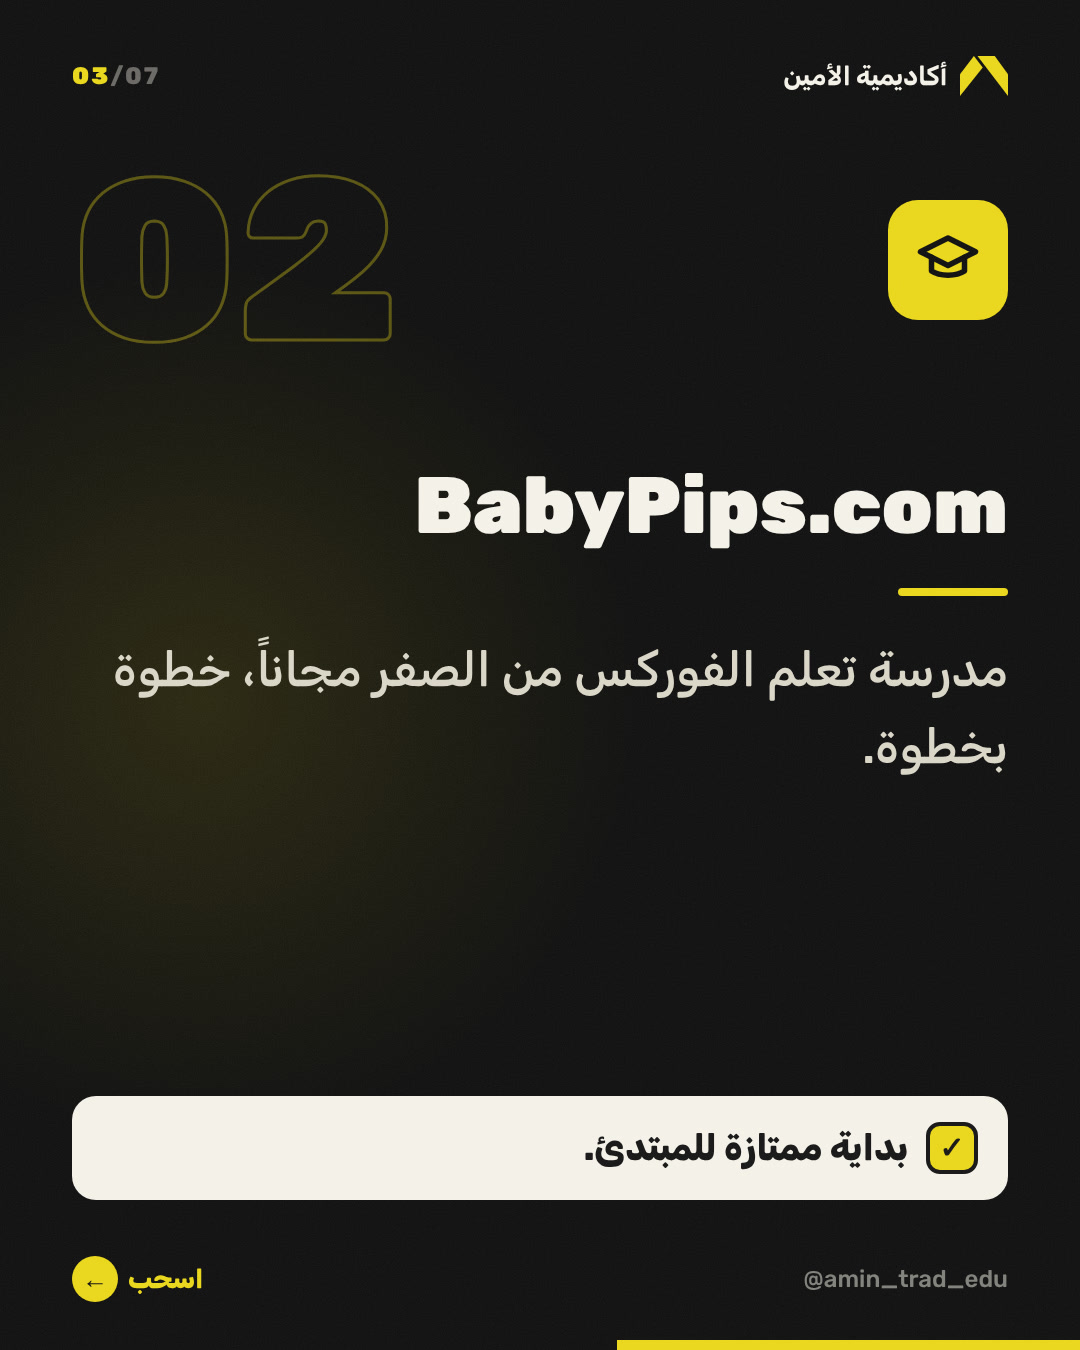 أكاديمية الأمين
03/07
02
BabyPips.com
مدرسة تعلم الفوركس من الصفر مجاناً، خطوة
بخطوة.
✓ بداية ممتازة للمبتدئ.
@amin_trad_edu
اسحب ←